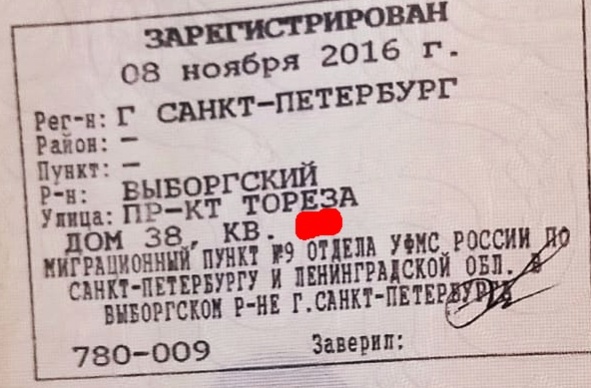 ЗАРЕГИСТРИРОВАН
08 ноября 2016 г.
Рег-н: Г САНКТ-ПЕТЕРБУРГ
Район: –
Пункт: –
Р-н: ВЫБОРГСКИЙ
Улица: ПР-КТ ТОРЕЗА
ДОМ 38, КВ.
МИГРАЦИОННЫЙ ПУНКТ №9 ОТДЕЛА УФМС РОССИИ ПО
САНКТ-ПЕТЕРБУРГУ И ЛЕНИНГРАДСКОЙ ОБЛ. В
ВЫБОРГСКОМ Р-НЕ Г.САНКТ-ПЕТЕРБУРГА
780-009 Заверил: